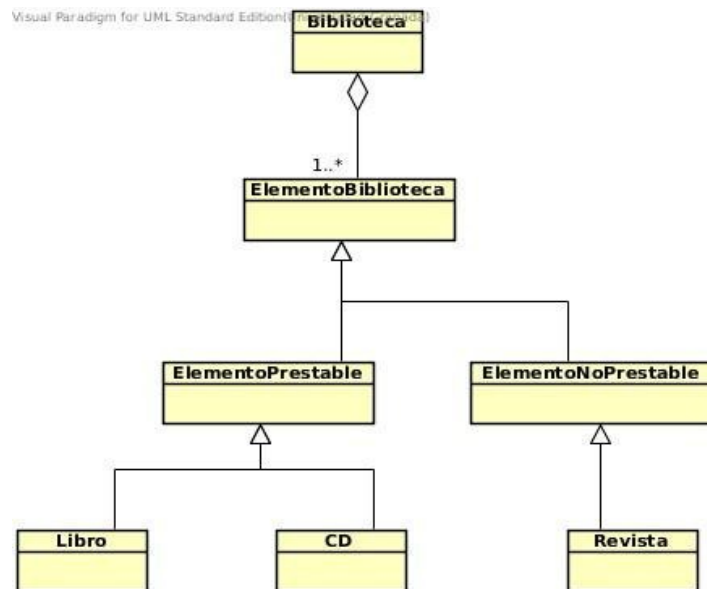 Visual Paradigm for UML Standard Edition(
Biblioteca
1..*
ElementoBiblioteca
ElementoPrestable
ElementoNoPrestable
Libro
CD
Revista